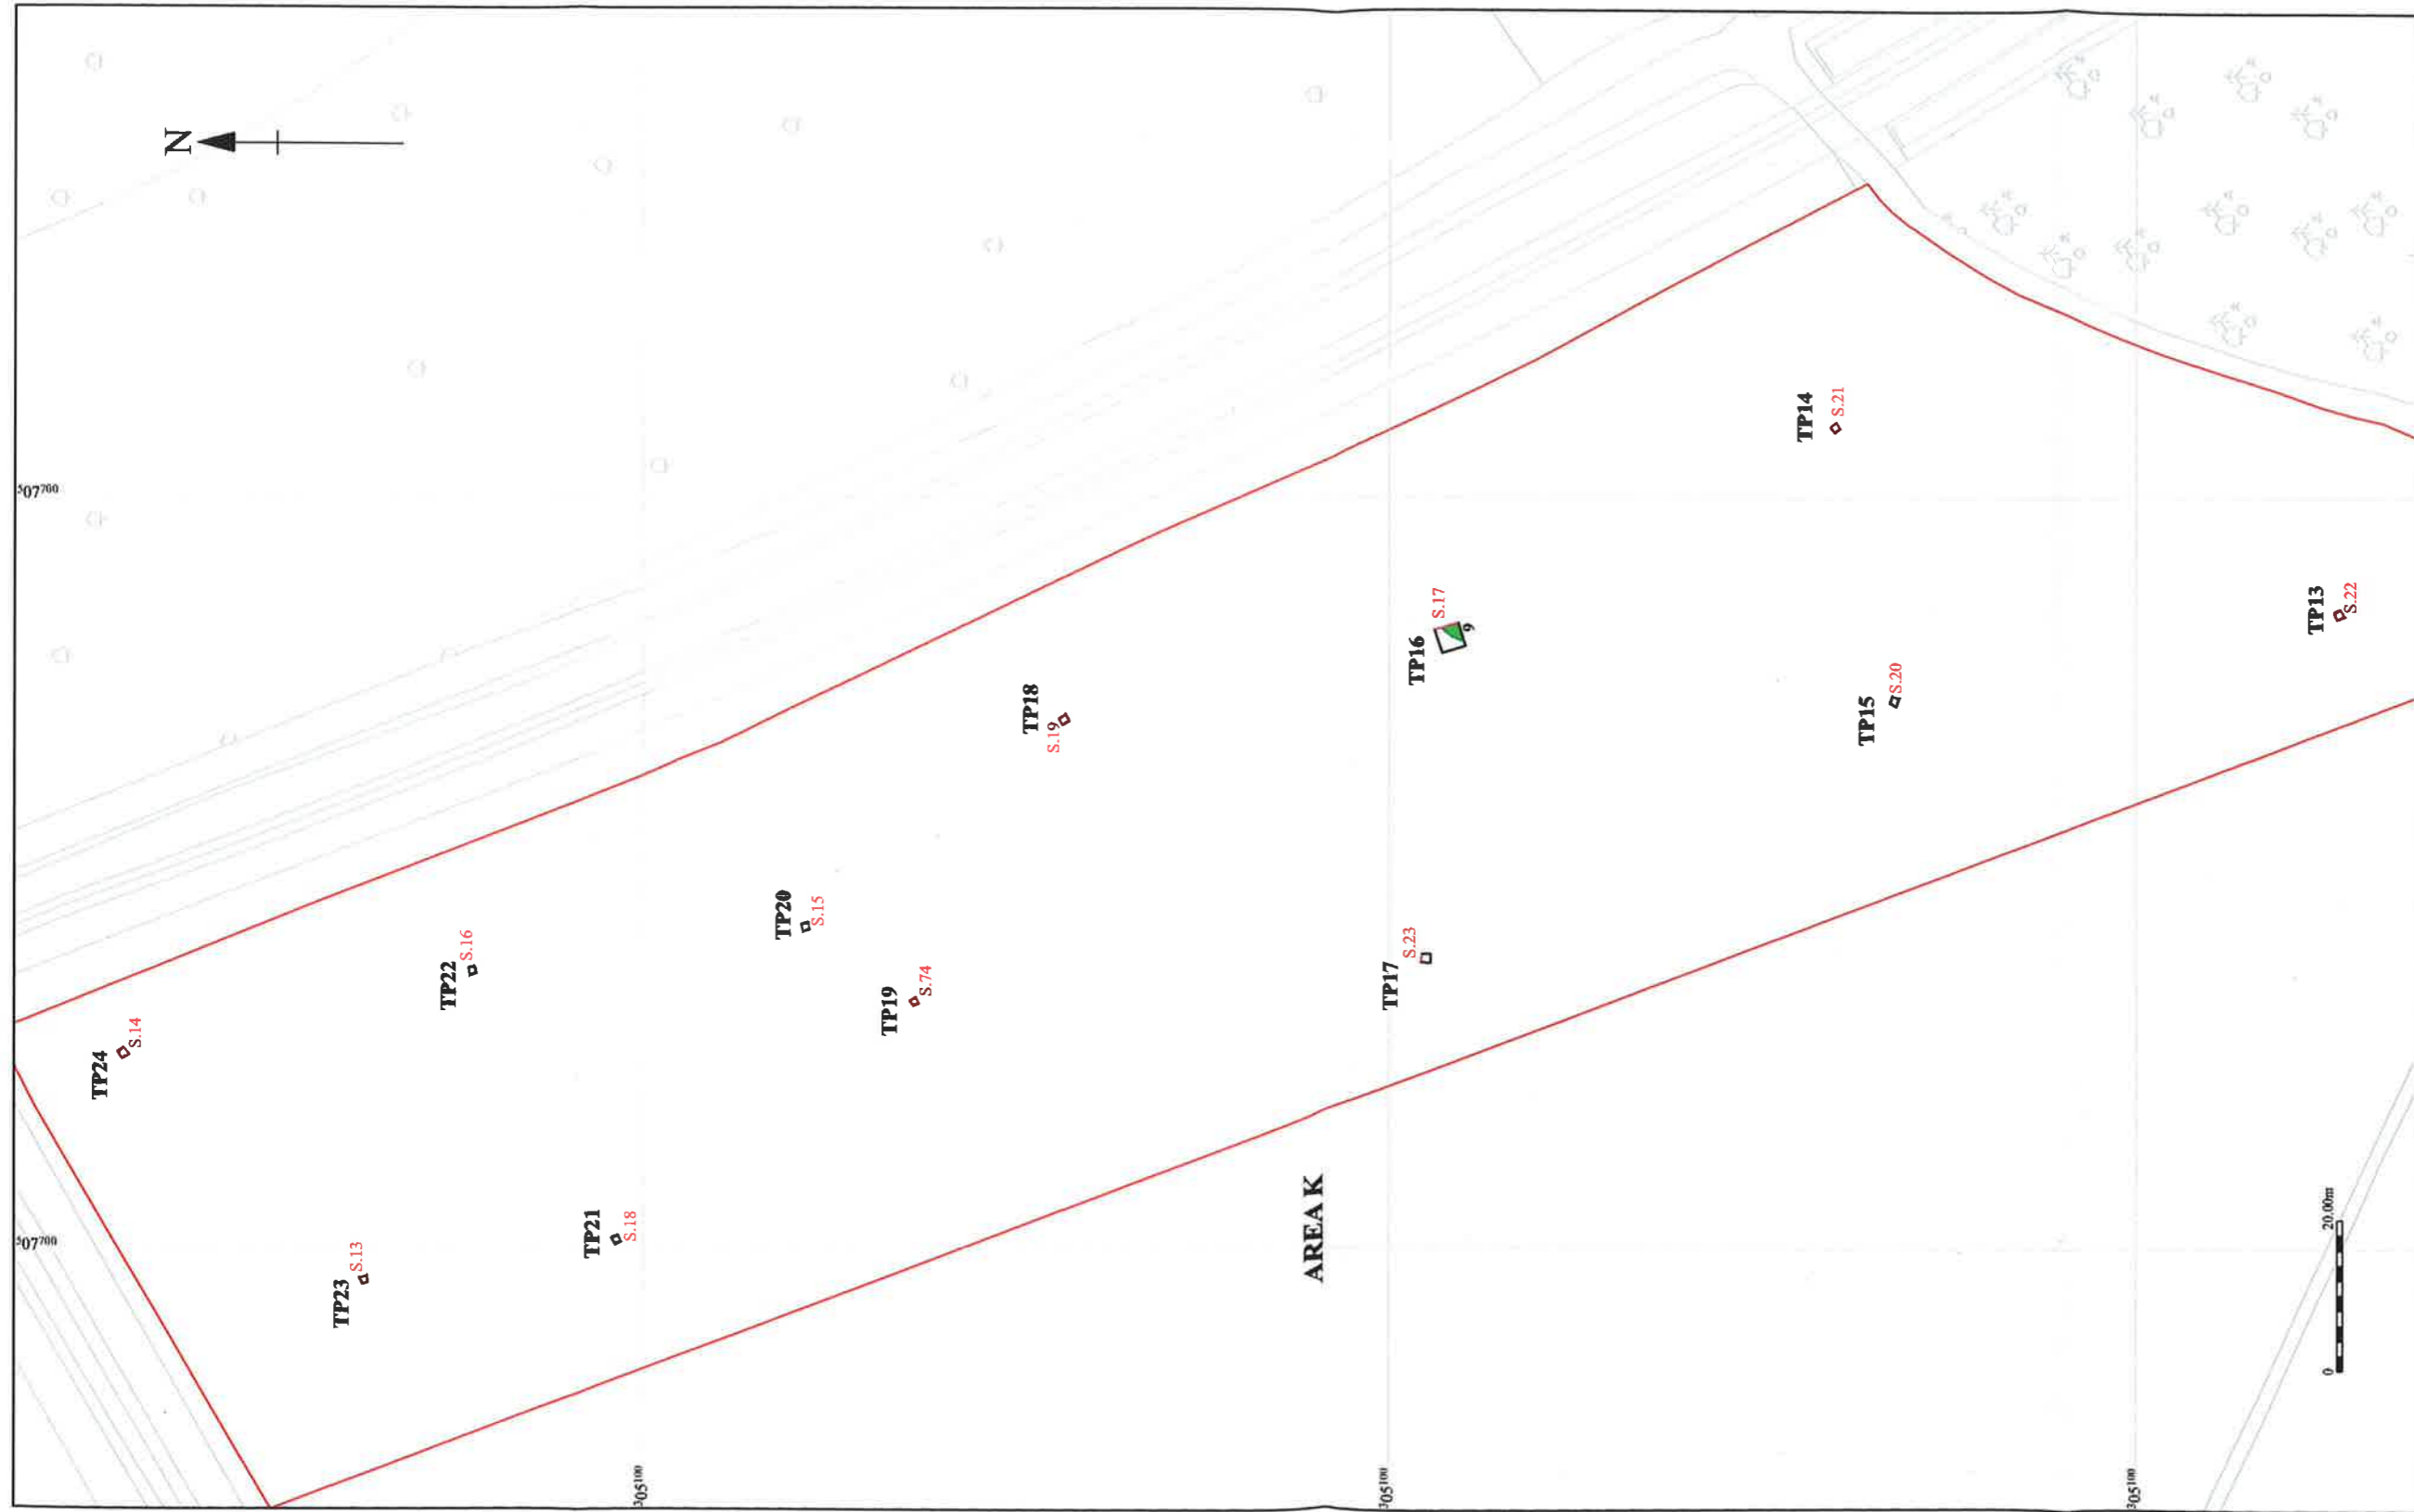 N
⁵07⁷⁰⁰
TP24
S.14
TP23
S.13
TP22
S.16
TP21
S.18
TP20
S.15
TP19
S.74
TP18
S.19
TP17
S.23
TP16
S.17
9
TP14
S.21
TP15
S.20
TP13
S.22
⁵07⁷⁰⁰
AREA K
³05¹⁰⁰
³05¹⁰⁰
³05¹⁰⁰
0
20.00m